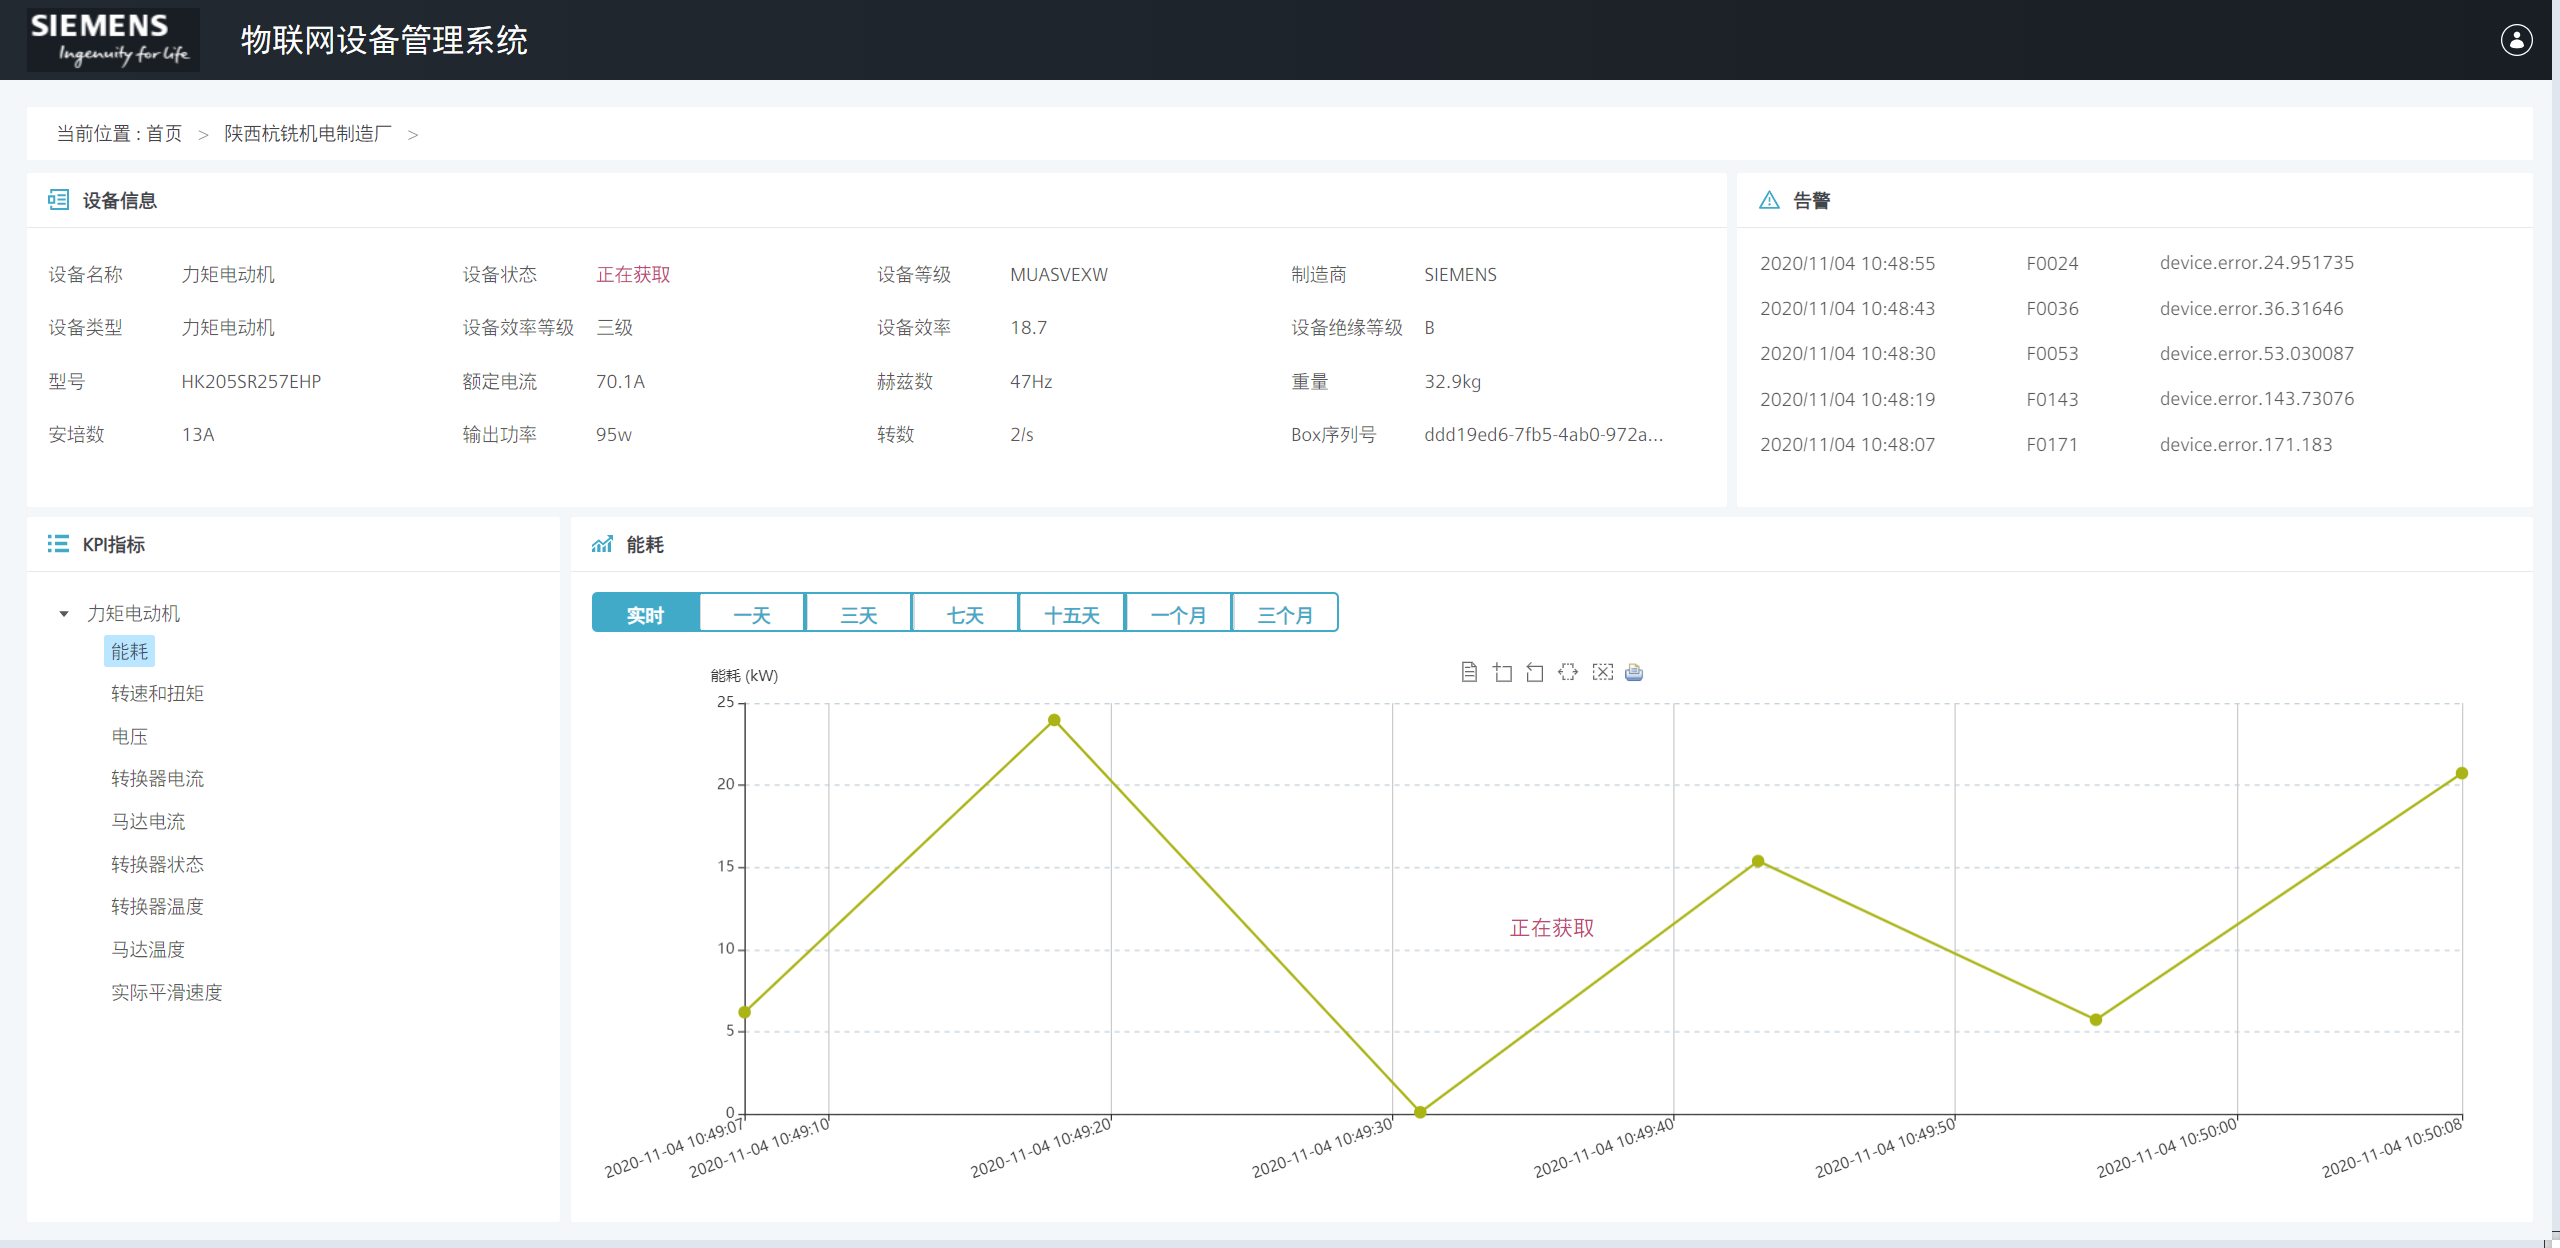 SIEMENS
Ingenuity for life
物联网设备管理系统
当前位置 : 首页 > 陕西杭铣机电制造厂 >
设备信息
设备名称 力矩电动机 设备状态 正在获取 设备等级 MUASVEXW 制造商 SIEMENS
设备类型 力矩电动机 设备效率等级 三级 设备效率 18.7 设备绝缘等级 B
型号 HK205SR257EHP 额定电流 70.1A 赫兹数 47Hz 重量 32.9kg
安培数 13A 输出功率 95w 转数 2/s Box序列号 ddd19ed6-7fb5-4ab0-972a...
告警
2020/11/04 10:48:55 F0024 device.error.24.951735
2020/11/04 10:48:43 F0036 device.error.36.31646
2020/11/04 10:48:30 F0053 device.error.53.030087
2020/11/04 10:48:19 F0143 device.error.143.73076
2020/11/04 10:48:07 F0171 device.error.171.183
KPI指标
力矩电动机
能耗
转速和扭矩
电压
转换器电流
马达电流
转换器状态
转换器温度
马达温度
实际平滑速度
能耗
实时 一天 三天 七天 十五天 一个月 三个月
能耗 (kW)
25
20
15
10
5
0
正在获取
2020-11-04 10:49:07
2020-11-04 10:49:10
2020-11-04 10:49:20
2020-11-04 10:49:30
2020-11-04 10:49:40
2020-11-04 10:49:50
2020-11-04 10:50:00
2020-11-04 10:50:08